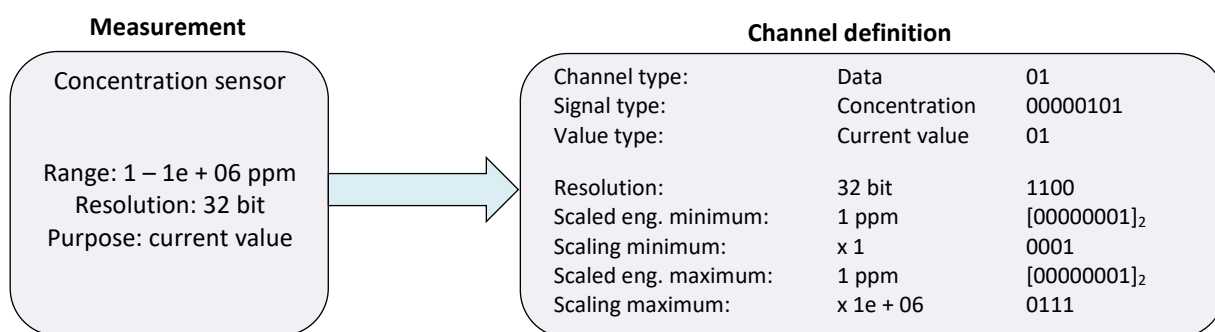 Measurement
Concentration sensor
Range: 1 – 1e + 06 ppm
Resolution: 32 bit
Purpose: current value
Channel definition
Channel type: Data 01
Signal type: Concentration 00000101
Value type: Current value 01
Resolution: 32 bit 1100
Scaled eng. minimum: 1 ppm [00000001]₂
Scaling minimum: x 1 0001
Scaled eng. maximum: 1 ppm [00000001]₂
Scaling maximum: x 1e + 06 0111